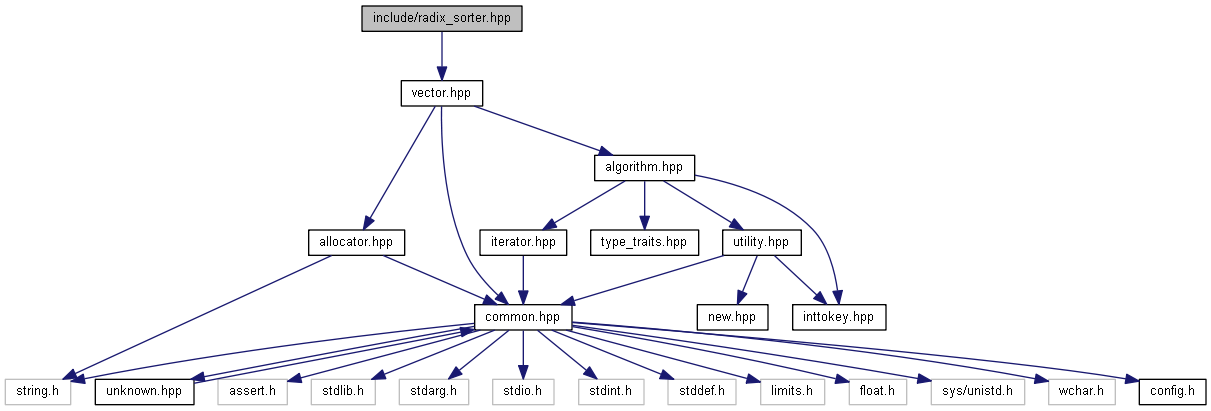 include/radix_sorter.hpp
vector.hpp
algorithm.hpp
allocator.hpp
iterator.hpp
type_traits.hpp
utility.hpp
common.hpp
new.hpp
inttokey.hpp
string.h
unknown.hpp
assert.h
stdlib.h
stdarg.h
stdio.h
stdint.h
stddef.h
limits.h
float.h
sys/unistd.h
wchar.h
config.h